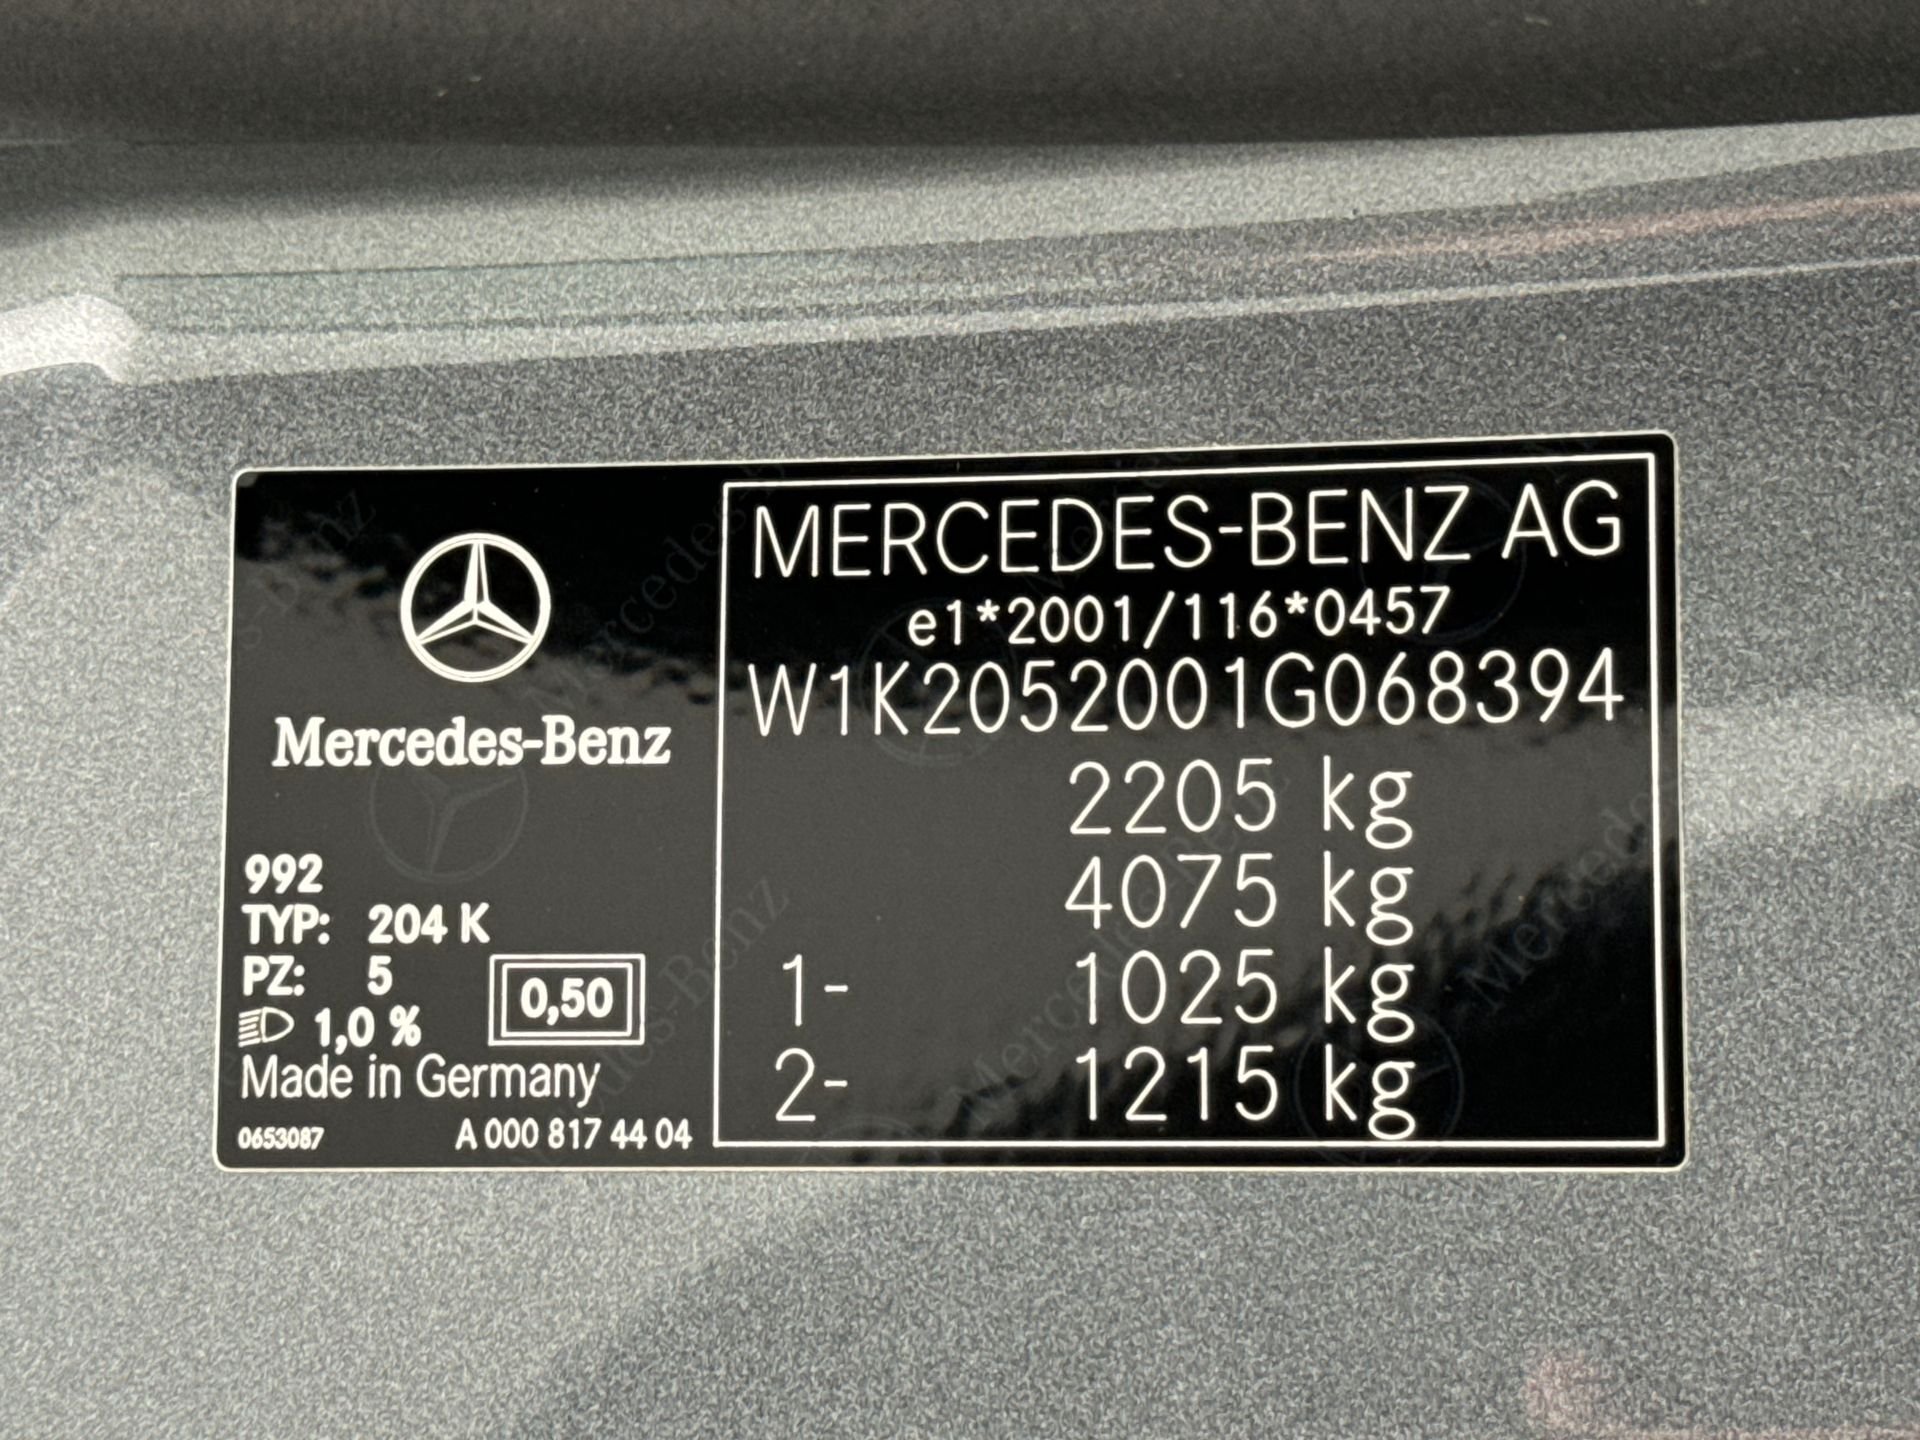 Mercedes-Benz
992
TYP: 204 K
PZ: 5
1,0 %
0,50
Made in Germany
0653087 A 000 817 44 04
MERCEDES-BENZ AG
e1*2001/116*0457
W1K2052001G068394
2205 kg
4075 kg
1- 1025 kg
2- 1215 kg